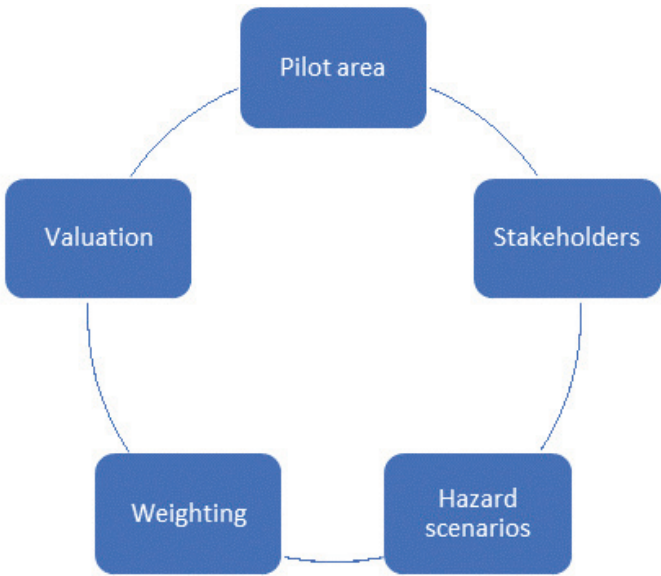 Pilot area
Stakeholders
Hazard
scenarios
Weighting
Valuation